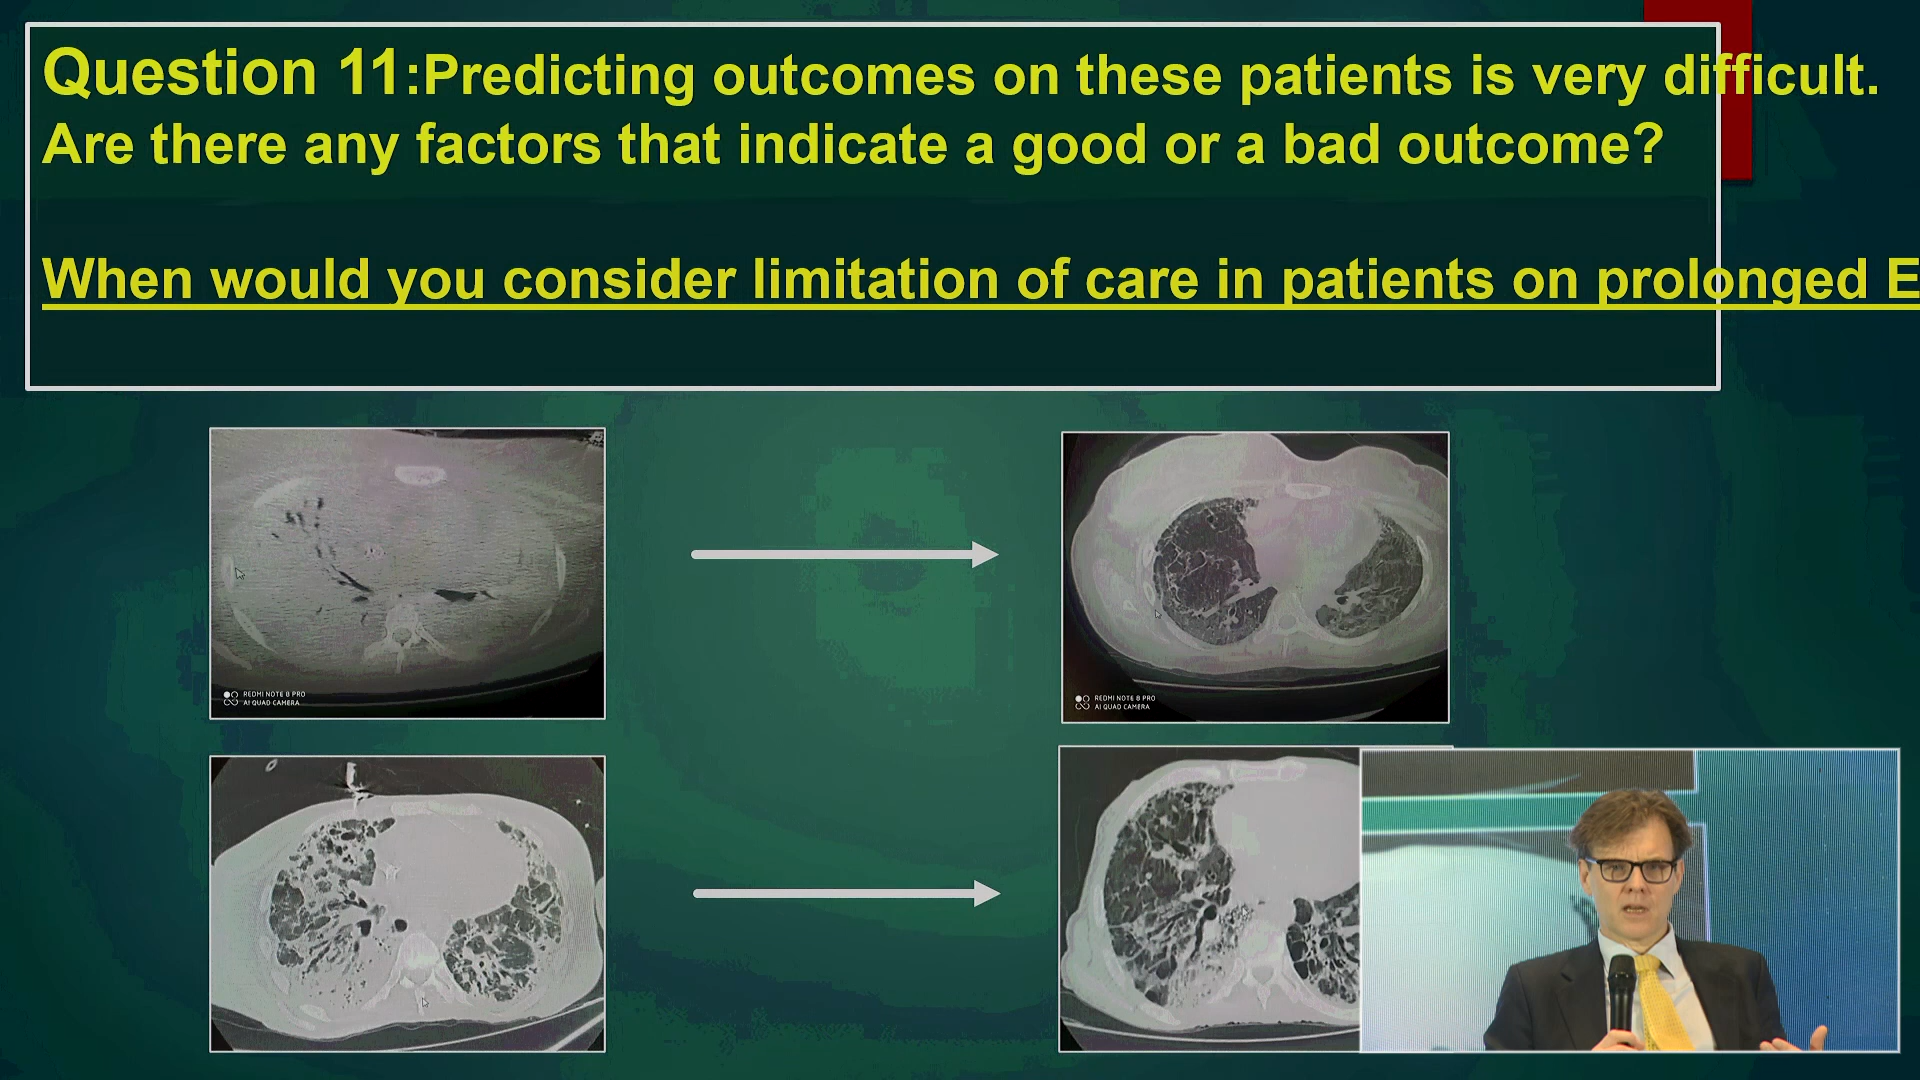 Question 11:Predicting outcomes on these patients is very difficult.
Are there any factors that indicate a good or a bad outcome?
When would you consider limitation of care in patients on prolonged E
REDMI NOTE 8 PRO
AI QUAD CAMERA
REDMI NOTE 8 PRO
AI QUAD CAMERA